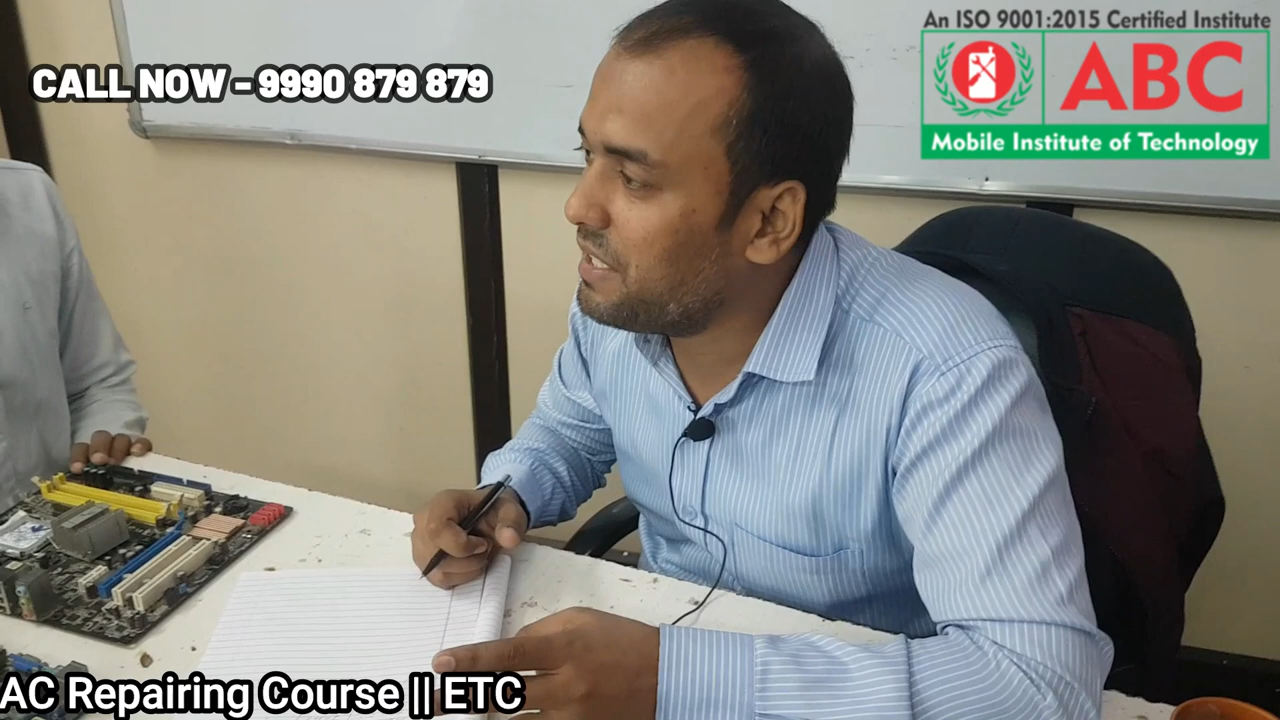 An ISO 9001:2015 Certified Institute
CALL NOW - 9990 879 879
ABC
Mobile Institute of Technology
AC Repairing Course || ETC